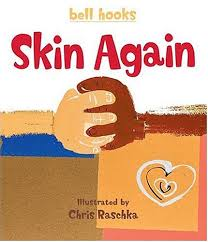 bell hooks
Skin Again
Illustrated by
Chris Raschka